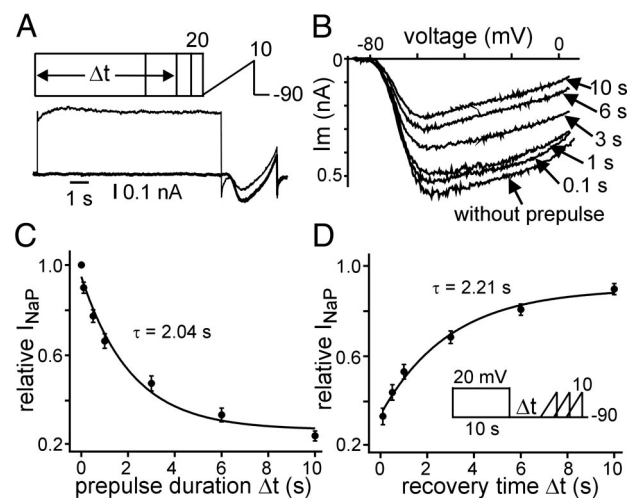 A
20
10
Δt
-90
1 s
0.1 nA
B
voltage (mV)
-80
0
0
Im (nA)
0.5
10 s
6 s
3 s
1 s
0.1 s
without prepulse
C
relative I_NaP
1.0
0.6
0.2
τ = 2.04 s
0 2 4 6 8 10
prepulse duration Δt (s)
D
relative I_NaP
1.0
0.6
0.2
τ = 2.21 s
20 mV
10 s
Δt
10
-90
0 2 4 6 8 10
recovery time Δt (s)